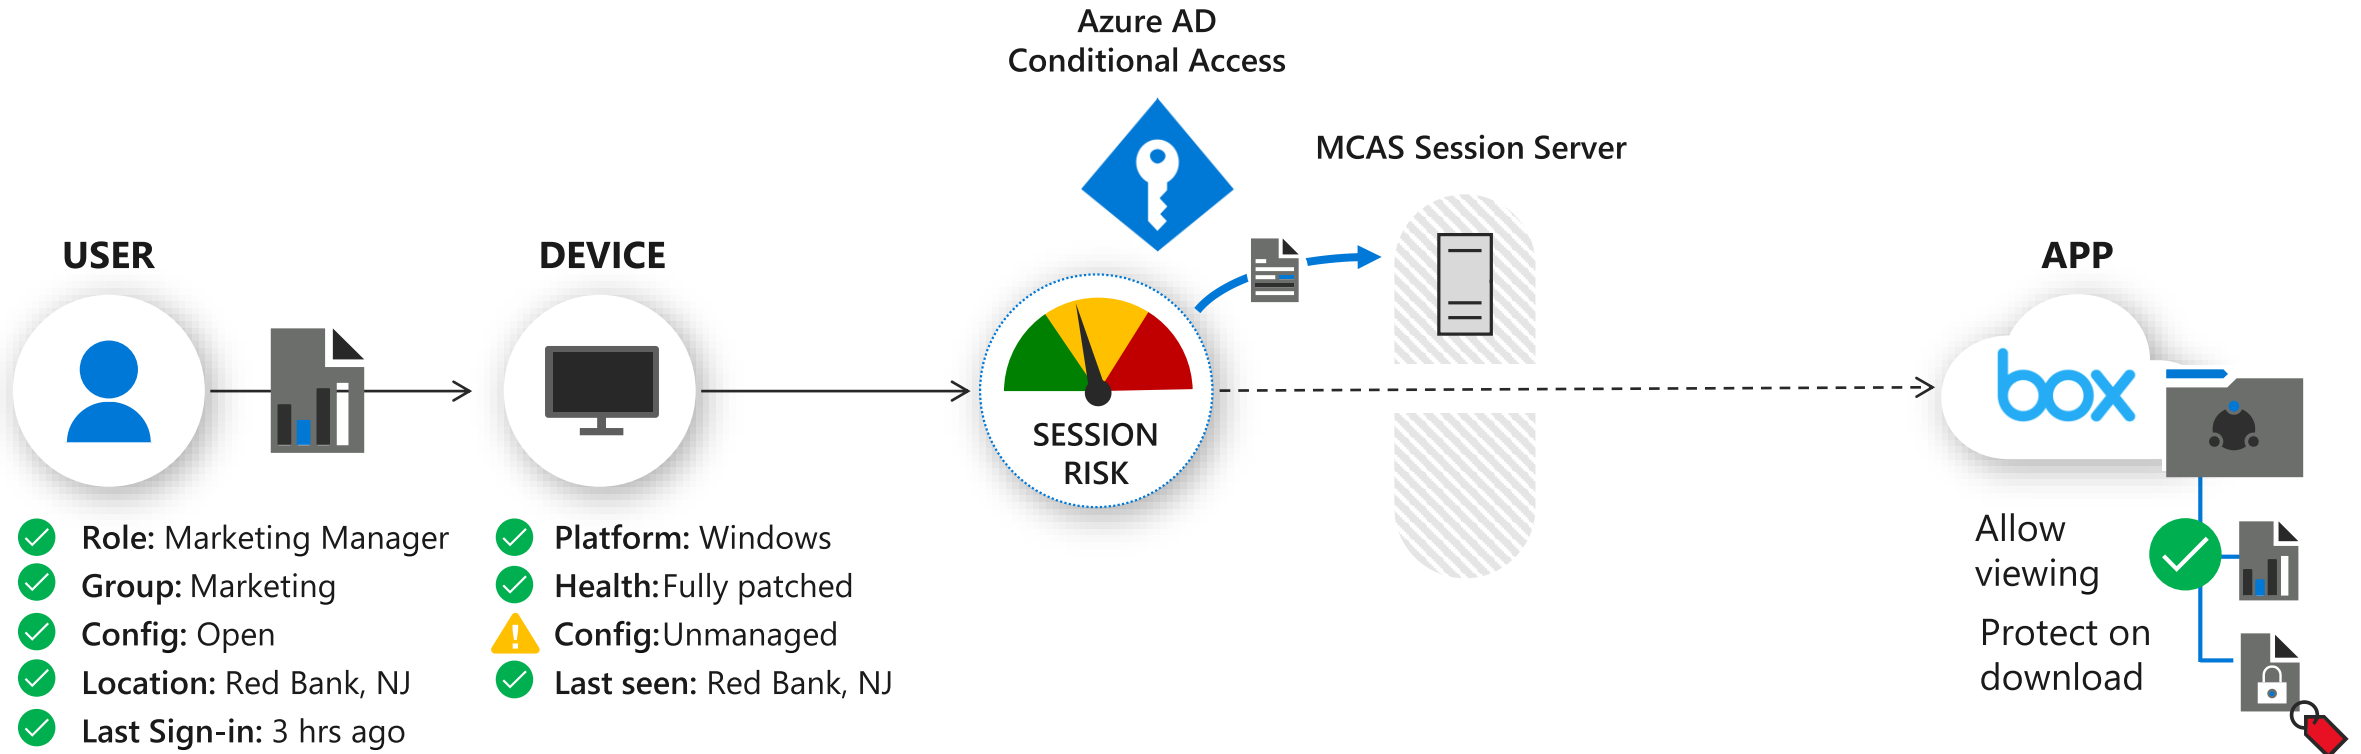 Azure AD
Conditional Access
MCAS Session Server
USER
DEVICE
APP
box
SESSION
RISK
Role: Marketing Manager
Group: Marketing
Config: Open
Location: Red Bank, NJ
Last Sign-in: 3 hrs ago
Platform: Windows
Health: Fully patched
Config: Unmanaged
Last seen: Red Bank, NJ
Allow
viewing
Protect on
download